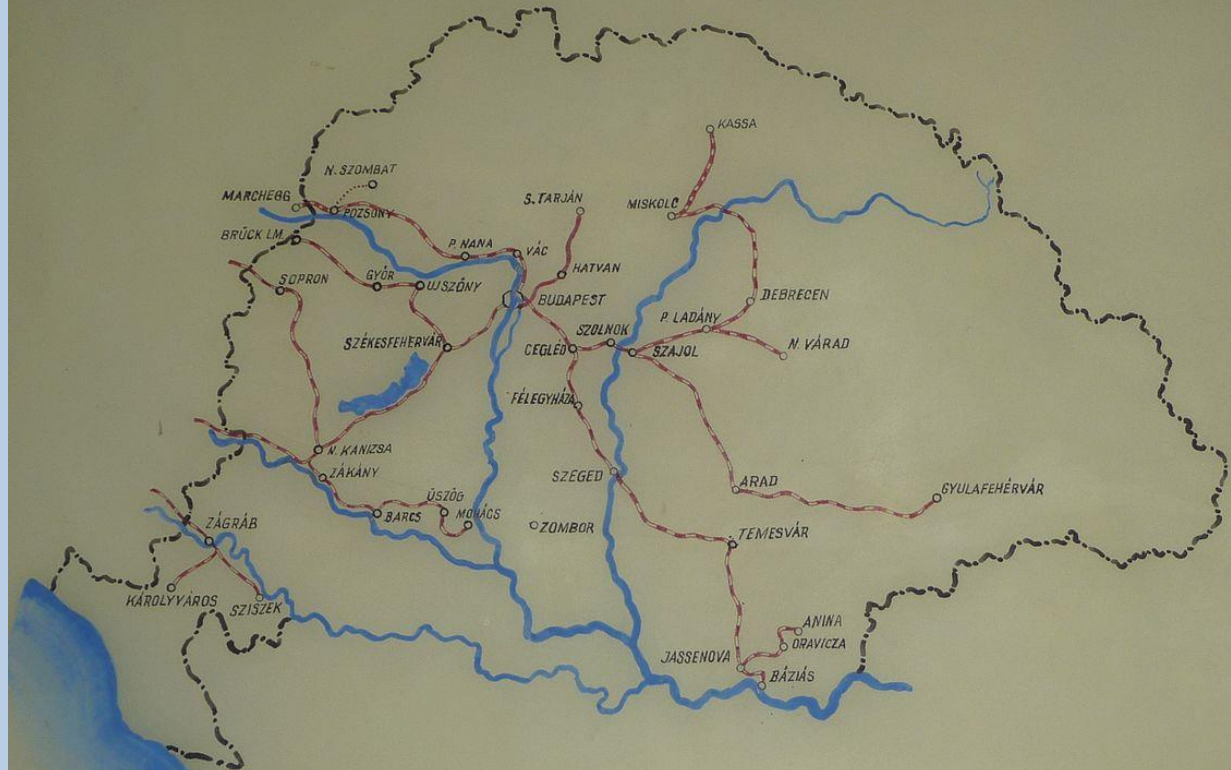 KASSA
N. SZOMBAT
MARCHEGG
POZSONY
S. TARJÁN
MISKOLC
BRÜCK LM.
P. NANA
VÁC
HATVAN
SOPRON
GYŐR
UJSZŐNY
BUDAPEST
DEBRECEN
P. LADÁNY
SZOLNOK
SZÉKESFEHÉRVÁR
CEGLÉD
SZAJOL
N. VÁRAD
FÉLEGYHÁZA
N. KANIZSA
ZÁKÁNY
SZEGED
ARAD
GYULAFEHÉRVÁR
ÜSZÖG
BARCS
MOHÁCS
ZOMBOR
ZÁGRÁB
TEMESVÁR
KÁROLYVÁROS
SZISZEK
ANINA
ORAVICZA
JASSENOVA
BÁZIÁS